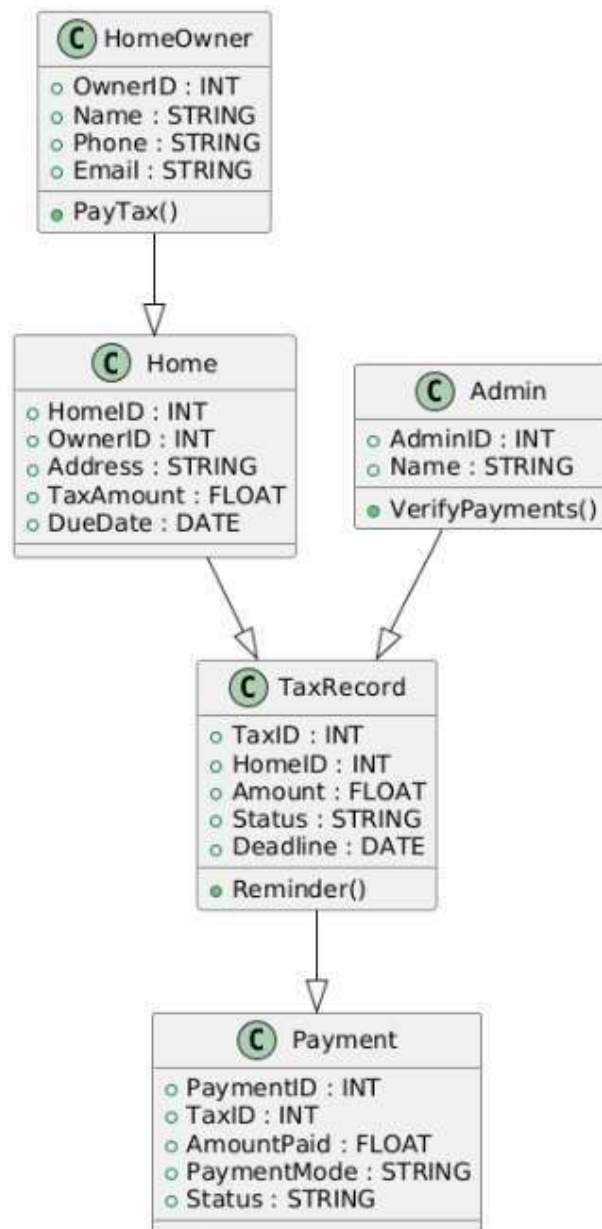 C HomeOwner
OwnerID : INT
Name : STRING
Phone : STRING
Email : STRING
PayTax()
C Home
HomeID : INT
OwnerID : INT
Address : STRING
TaxAmount : FLOAT
DueDate : DATE
C Admin
AdminID : INT
Name : STRING
VerifyPayments()
C TaxRecord
TaxID : INT
HomeID : INT
Amount : FLOAT
Status : STRING
Deadline : DATE
Reminder()
C Payment
PaymentID : INT
TaxID : INT
AmountPaid : FLOAT
PaymentMode : STRING
Status : STRING